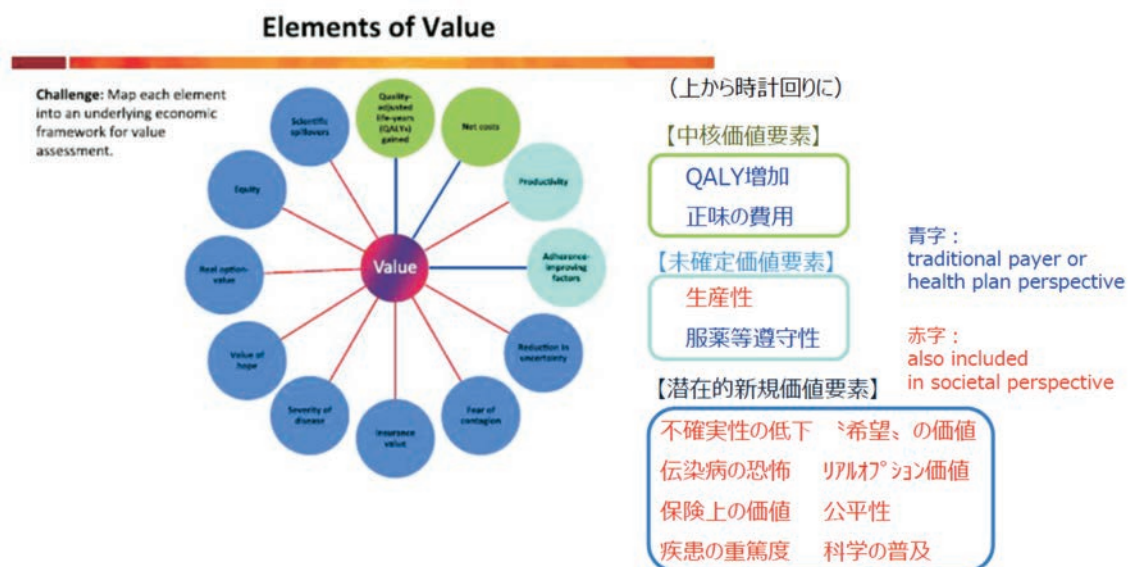 Elements of Value
Challenge: Map each element
into an underlying economic
framework for value
assessment.
Quality-
adjusted
life-years
(QALYs)
gained
Net costs
Productivity
Adherence-
improving
factors
Reduction in
uncertainty
Fear of
contagion
Insurance
value
Severity of
disease
Value of
hope
Real option-
value
Equity
Scientific
spillovers
Value
（上から時計回りに）
【中核価値要素】
QALY増加
正味の費用
【未確定価値要素】
生産性
服薬等遵守性
【潜在的新規価値要素】
不確実性の低下　〝希望〟の価値
伝染病の恐怖　ﾘｱﾙｵﾌﾟｼｮﾝ価値
保険上の価値　公平性
疾患の重篤度　科学の普及
青字：
traditional payer or
health plan perspective
赤字：
also included
in societal perspective